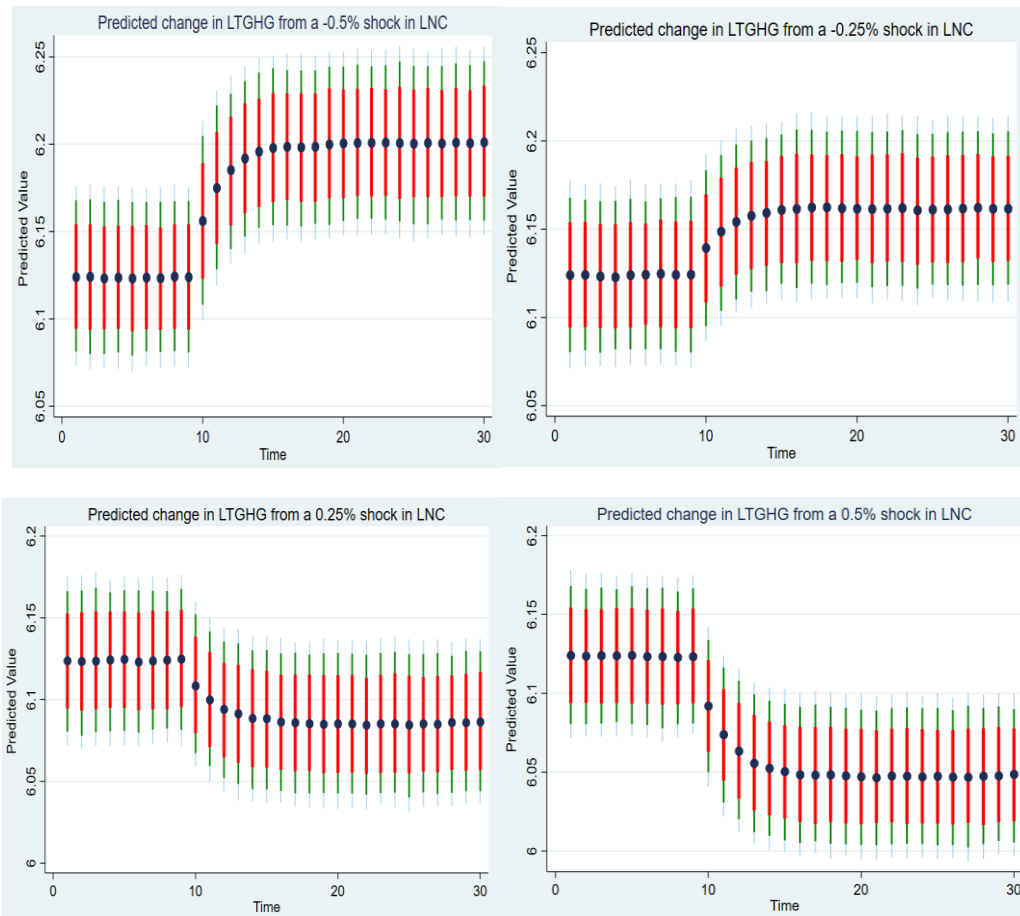 Predicted change in LTGHG from a -0.5% shock in LNC
Predicted Value
6.25
6.2
6.15
6.1
6.05
0 10 20 30
Time
Predicted change in LTGHG from a -0.25% shock in LNC
Predicted Value
6.25
6.2
6.15
6.1
6.05
0 10 20 30
Time
Predicted change in LTGHG from a 0.25% shock in LNC
Predicted Value
6.2
6.15
6.1
6.05
6
0 10 20 30
Time
Predicted change in LTGHG from a 0.5% shock in LNC
Predicted Value
6.2
6.15
6.1
6.05
6
0 10 20 30
Time